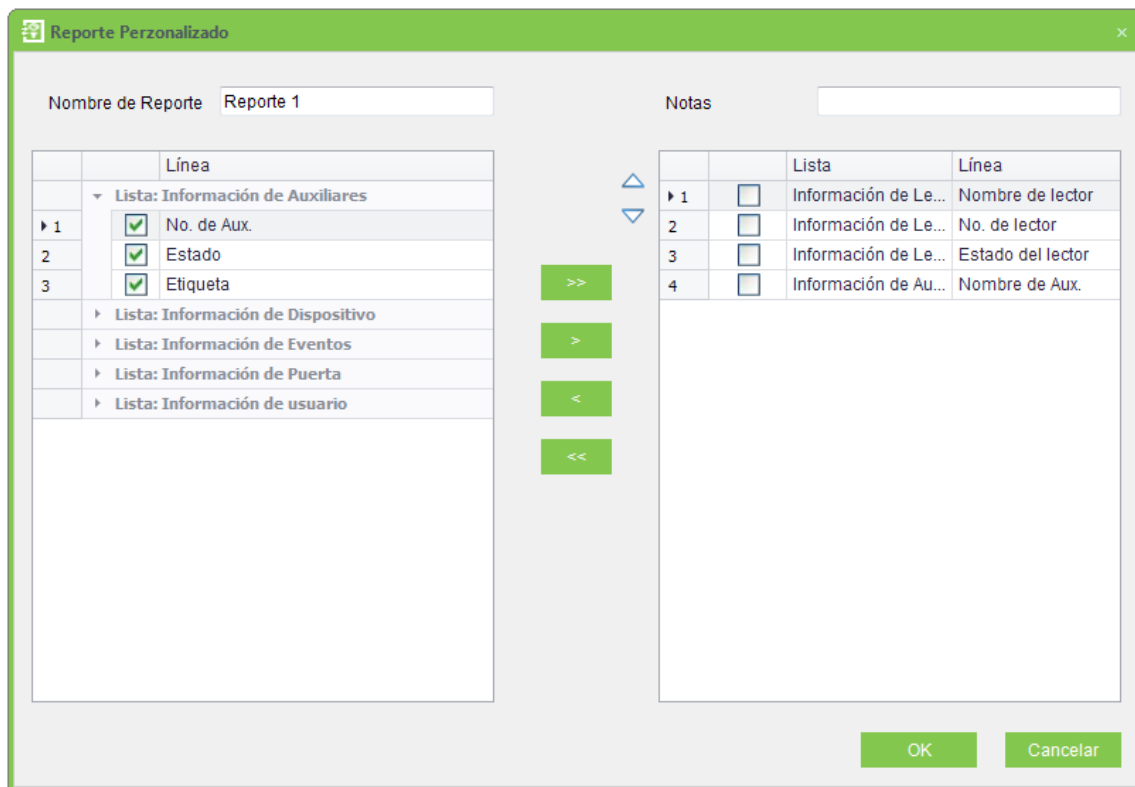 Reporte Perzonalizado
Nombre de Reporte Reporte 1 Notas
Línea
Lista: Información de Auxiliares
1 No. de Aux.
2 Estado
3 Etiqueta
Lista: Información de Dispositivo
Lista: Información de Eventos
Lista: Información de Puerta
Lista: Información de usuario
>>
>
<
<<
Lista Línea
1 Información de Le... Nombre de lector
2 Información de Le... No. de lector
3 Información de Le... Estado del lector
4 Información de Au... Nombre de Aux.
OK Cancelar